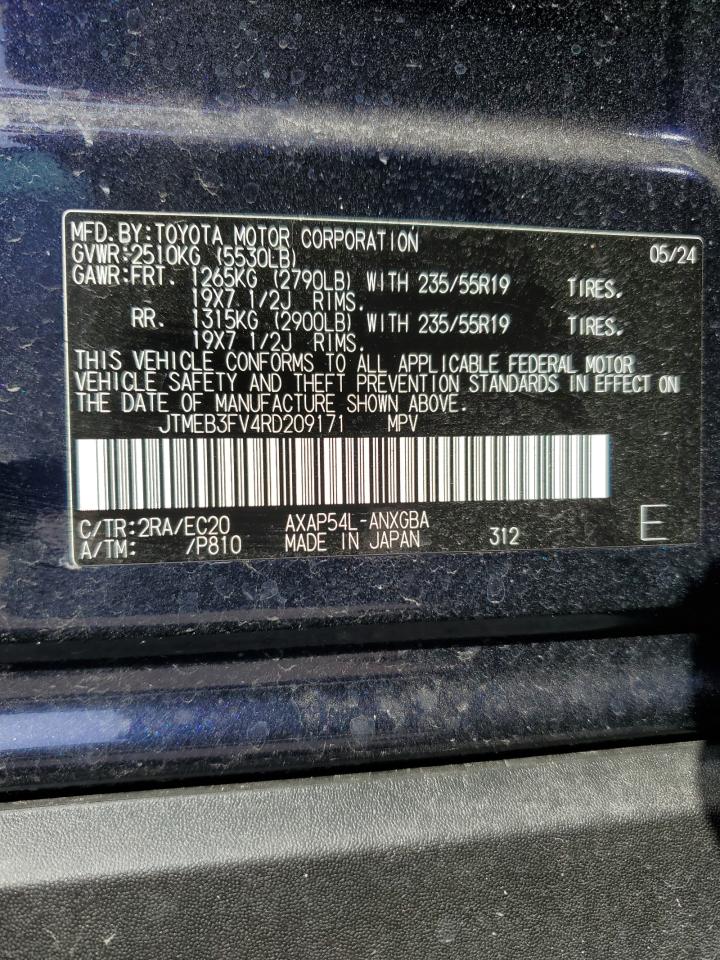 MFD.BY:TOYOTA MOTOR CORPORATION 05/24
GVWR:2510KG (5530LB)
GAWR:FRT. 1265KG (2790LB) WITH 235/55R19 TIRES.
19X7 1/2J RIMS.
RR. 1315KG (2900LB) WITH 235/55R19 TIRES.
19X7 1/2J RIMS.
THIS VEHICLE CONFORMS TO ALL APPLICABLE FEDERAL MOTOR
VEHICLE SAFETY AND THEFT PREVENTION STANDARDS IN EFFECT ON
THE DATE OF MANUFACTURE SHOWN ABOVE.
JTMEB3FV4RD209171 MPV
C/TR:2RA/EC20 AXAP54L-ANXGBA
A/TM: /P810 MADE IN JAPAN 312 E